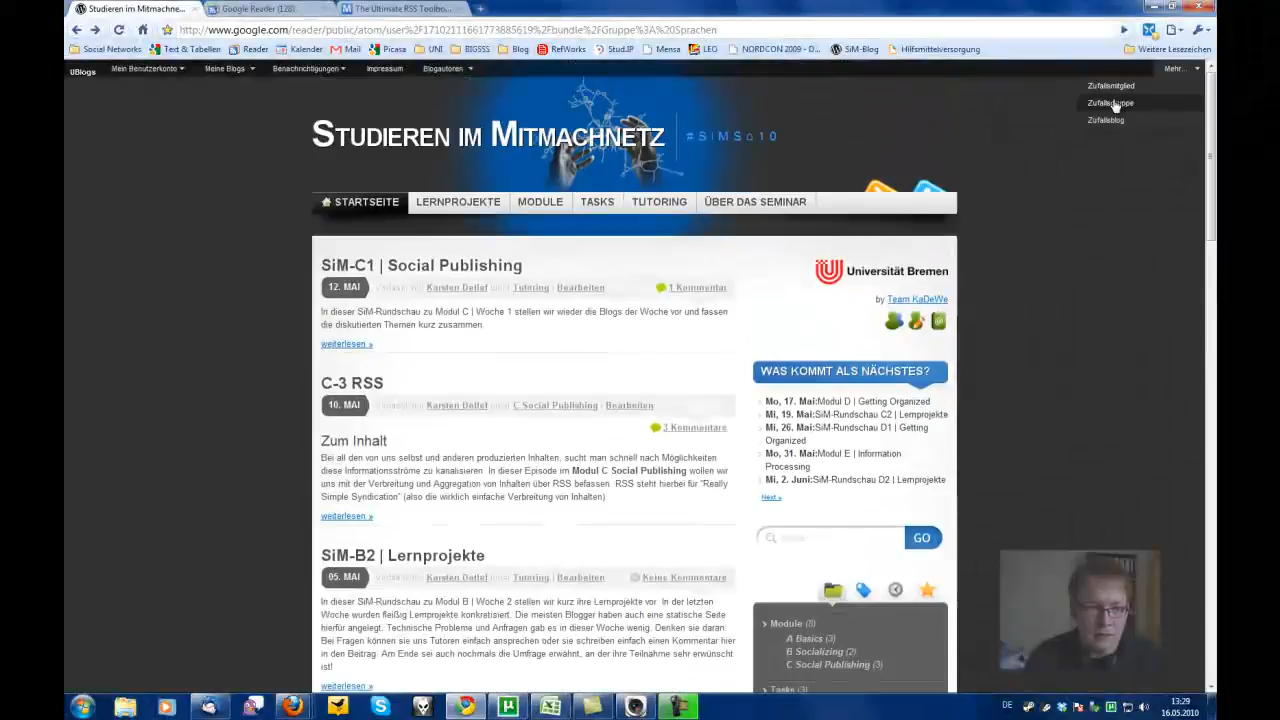 Studieren im Mitmachne...
Google Reader (128)
The Ultimate RSS Toolbo...
http://www.google.com/reader/public/atom/user%2F17102111661773885619%2Fbundle%2FGruppe%3A%20Sprachen
Social Networks
Text & Tabellen
Reader
Kalender
Mail
Picasa
UNI
BIGSSS
Blog
RefWorks
Stud.IP
Mensa
LEO
NORDCON 2009 - D...
SiM-Blog
Hilfsmittelversorgung
Weitere Lesezeichen
UBlogs
Mein Benutzerkonto
Meine Blogs
Benachrichtigungen
Impressum
Blogautoren
Mehr...
Zufallsmitglied
Zufallsblog
STUDIEREN IM MITMACHNETZ
#SIMSO10
STARTSEITE
LERNPROJEKTE
MODULE
TASKS
TUTORING
ÜBER DAS SEMINAR
SiM-C1 | Social Publishing
12. MAI
Karsten Detlef
Tutoring | Bearbeiten
1 Kommentar
In dieser SiM-Rundschau zu Modul C | Woche 1 stellen wir wieder die Blogs der Woche vor und fassen
die diskutierten Themen kurz zusammen.
weiterlesen »
C-3 RSS
10. MAI
Karsten Detlef
C Social Publishing | Bearbeiten
3 Kommentare
Zum Inhalt
Bei all den von uns selbst und anderen produzierten Inhalten, sucht man schnell nach Möglichkeiten
diese Informationsströme zu kanalisieren. In dieser Episode im Modul C Social Publishing wollen wir
uns mit der Verbreitung und Aggregation von Inhalten über RSS befassen. RSS steht hierbei für "Really
Simple Syndication" (also die wirklich einfache Verbreitung von Inhalten)
weiterlesen »
SiM-B2 | Lernprojekte
05. MAI
Karsten Detlef
Tutoring | Bearbeiten
Keine Kommentare
In dieser SiM-Rundschau zu Modul B | Woche 2 stellen wir kurz ihre Lernprojekte vor. In der letzten
Woche wurden fleißig Lernprojekte konkretisiert. Die meisten Blogger haben auch eine statische Seite
hierfür angelegt. Technische Probleme und Anfragen gab es in dieser Woche wenig. Denken sie daran:
Bei Fragen können sie uns Tutoren einfach ansprechen oder sie schreiben einfach einen Kommentar hier
in den Beitrag. Am Ende sei auch nochmals die Umfrage erwähnt, an der ihre Teilnahme sehr erwünscht
ist!
weiterlesen »
Universität Bremen
by Team KaDeWe
WAS KOMMT ALS NÄCHSTES?
Mo, 17. Mai:Modul D | Getting Organized
Mi, 19. Mai:SiM-Rundschau C2 | Lernprojekte
Mi, 26. Mai:SiM-Rundschau D1 | Getting
Organized
Mo, 31. Mai:Modul E | Information
Processing
Mi, 2. Juni:SiM-Rundschau D2 | Lernprojekte
Next »
GO
Module (8)
A Basics (3)
B Socializing (2)
C Social Publishing (3)
Tasks (3)
DE
13:29
16.05.2010